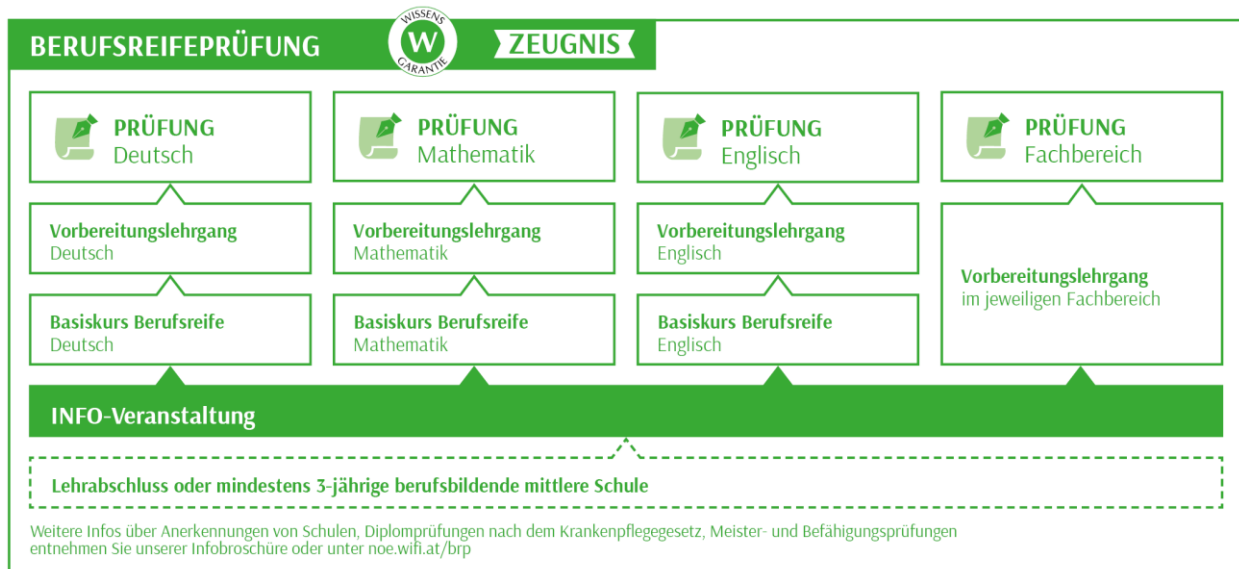 BERUFSREIFEPRÜFUNG
WISSENS
W
GARANTIE
ZEUGNIS
PRÜFUNG
Deutsch
PRÜFUNG
Mathematik
PRÜFUNG
Englisch
PRÜFUNG
Fachbereich
Vorbereitungslehrgang
Deutsch
Vorbereitungslehrgang
Mathematik
Vorbereitungslehrgang
Englisch
Vorbereitungslehrgang
im jeweiligen Fachbereich
Basiskurs Berufsreife
Deutsch
Basiskurs Berufsreife
Mathematik
Basiskurs Berufsreife
Englisch
INFO-Veranstaltung
Lehrabschluss oder mindestens 3-jährige berufsbildende mittlere Schule
Weitere Infos über Anerkennungen von Schulen, Diplomprüfungen nach dem Krankenpflegegesetz, Meister- und Befähigungsprüfungen
entnehmen Sie unserer Infobroschüre oder unter noe.wifi.at/brp